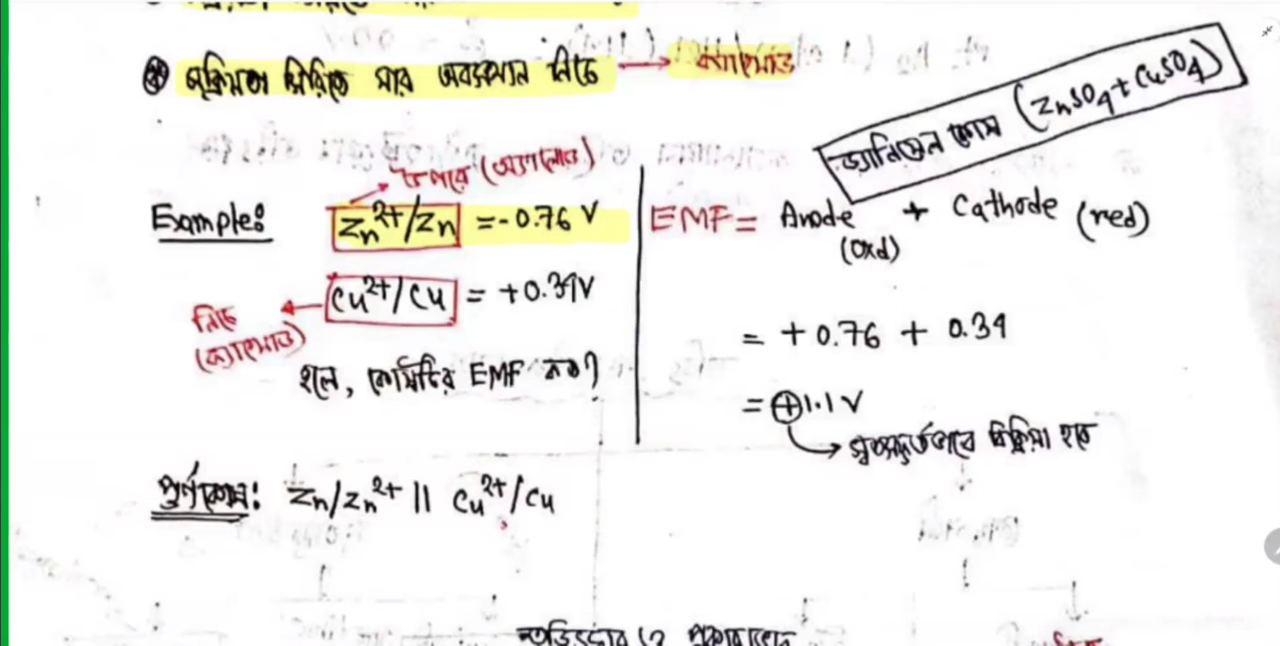 সক্রিয়তা সিরিতে যার অবস্থান নিচে → ক্যাথোড
ড্যানিয়েল কোষ (ZnSO4 + CuSO4)
উপরে (অ্যানোড)
Example: Zn2+/Zn = -0.76 V
Cu2+/Cu = +0.34V
নিচে (ক্যাথোড)
হলে, কোষটির EMF কত?
EMF = Anode (oxd) + Cathode (red)
= +0.76 + 0.34
= +1.1 V
স্বতঃস্ফূর্তভাবে বিক্রিয়া হবে
পূর্ণকোষ: Zn/Zn2+ || Cu2+/Cu